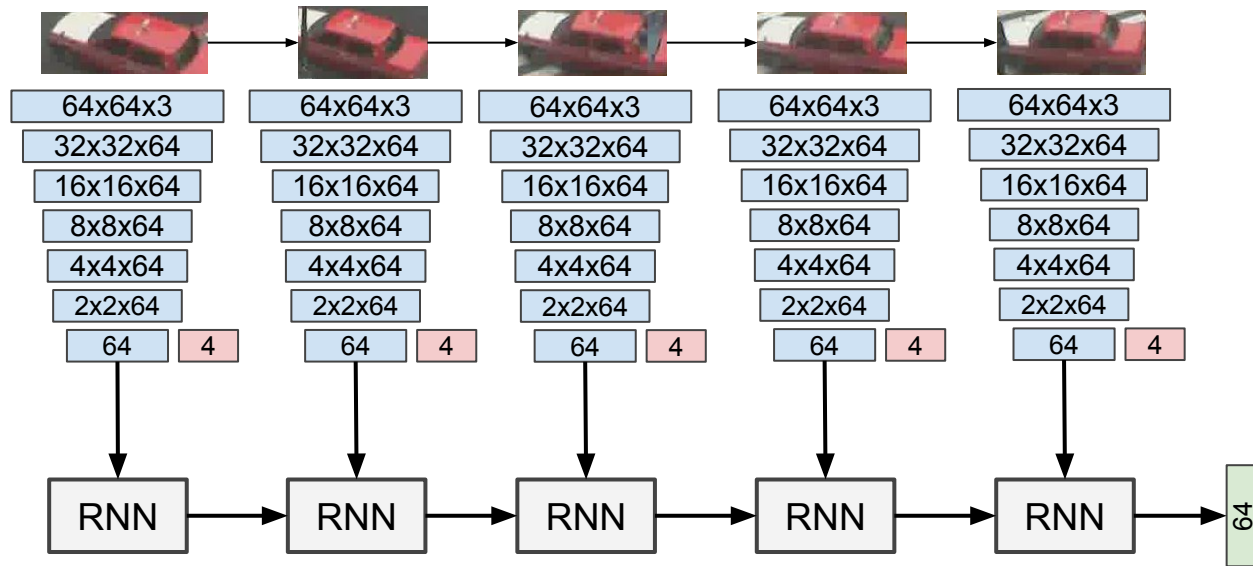 64x64x3 64x64x3 64x64x3 64x64x3 64x64x3
32x32x64 32x32x64 32x32x64 32x32x64 32x32x64
16x16x64 16x16x64 16x16x64 16x16x64 16x16x64
8x8x64 8x8x64 8x8x64 8x8x64 8x8x64
4x4x64 4x4x64 4x4x64 4x4x64 4x4x64
2x2x64 2x2x64 2x2x64 2x2x64 2x2x64
64 4 64 4 64 4 64 4 64 4
RNN RNN RNN RNN RNN 64